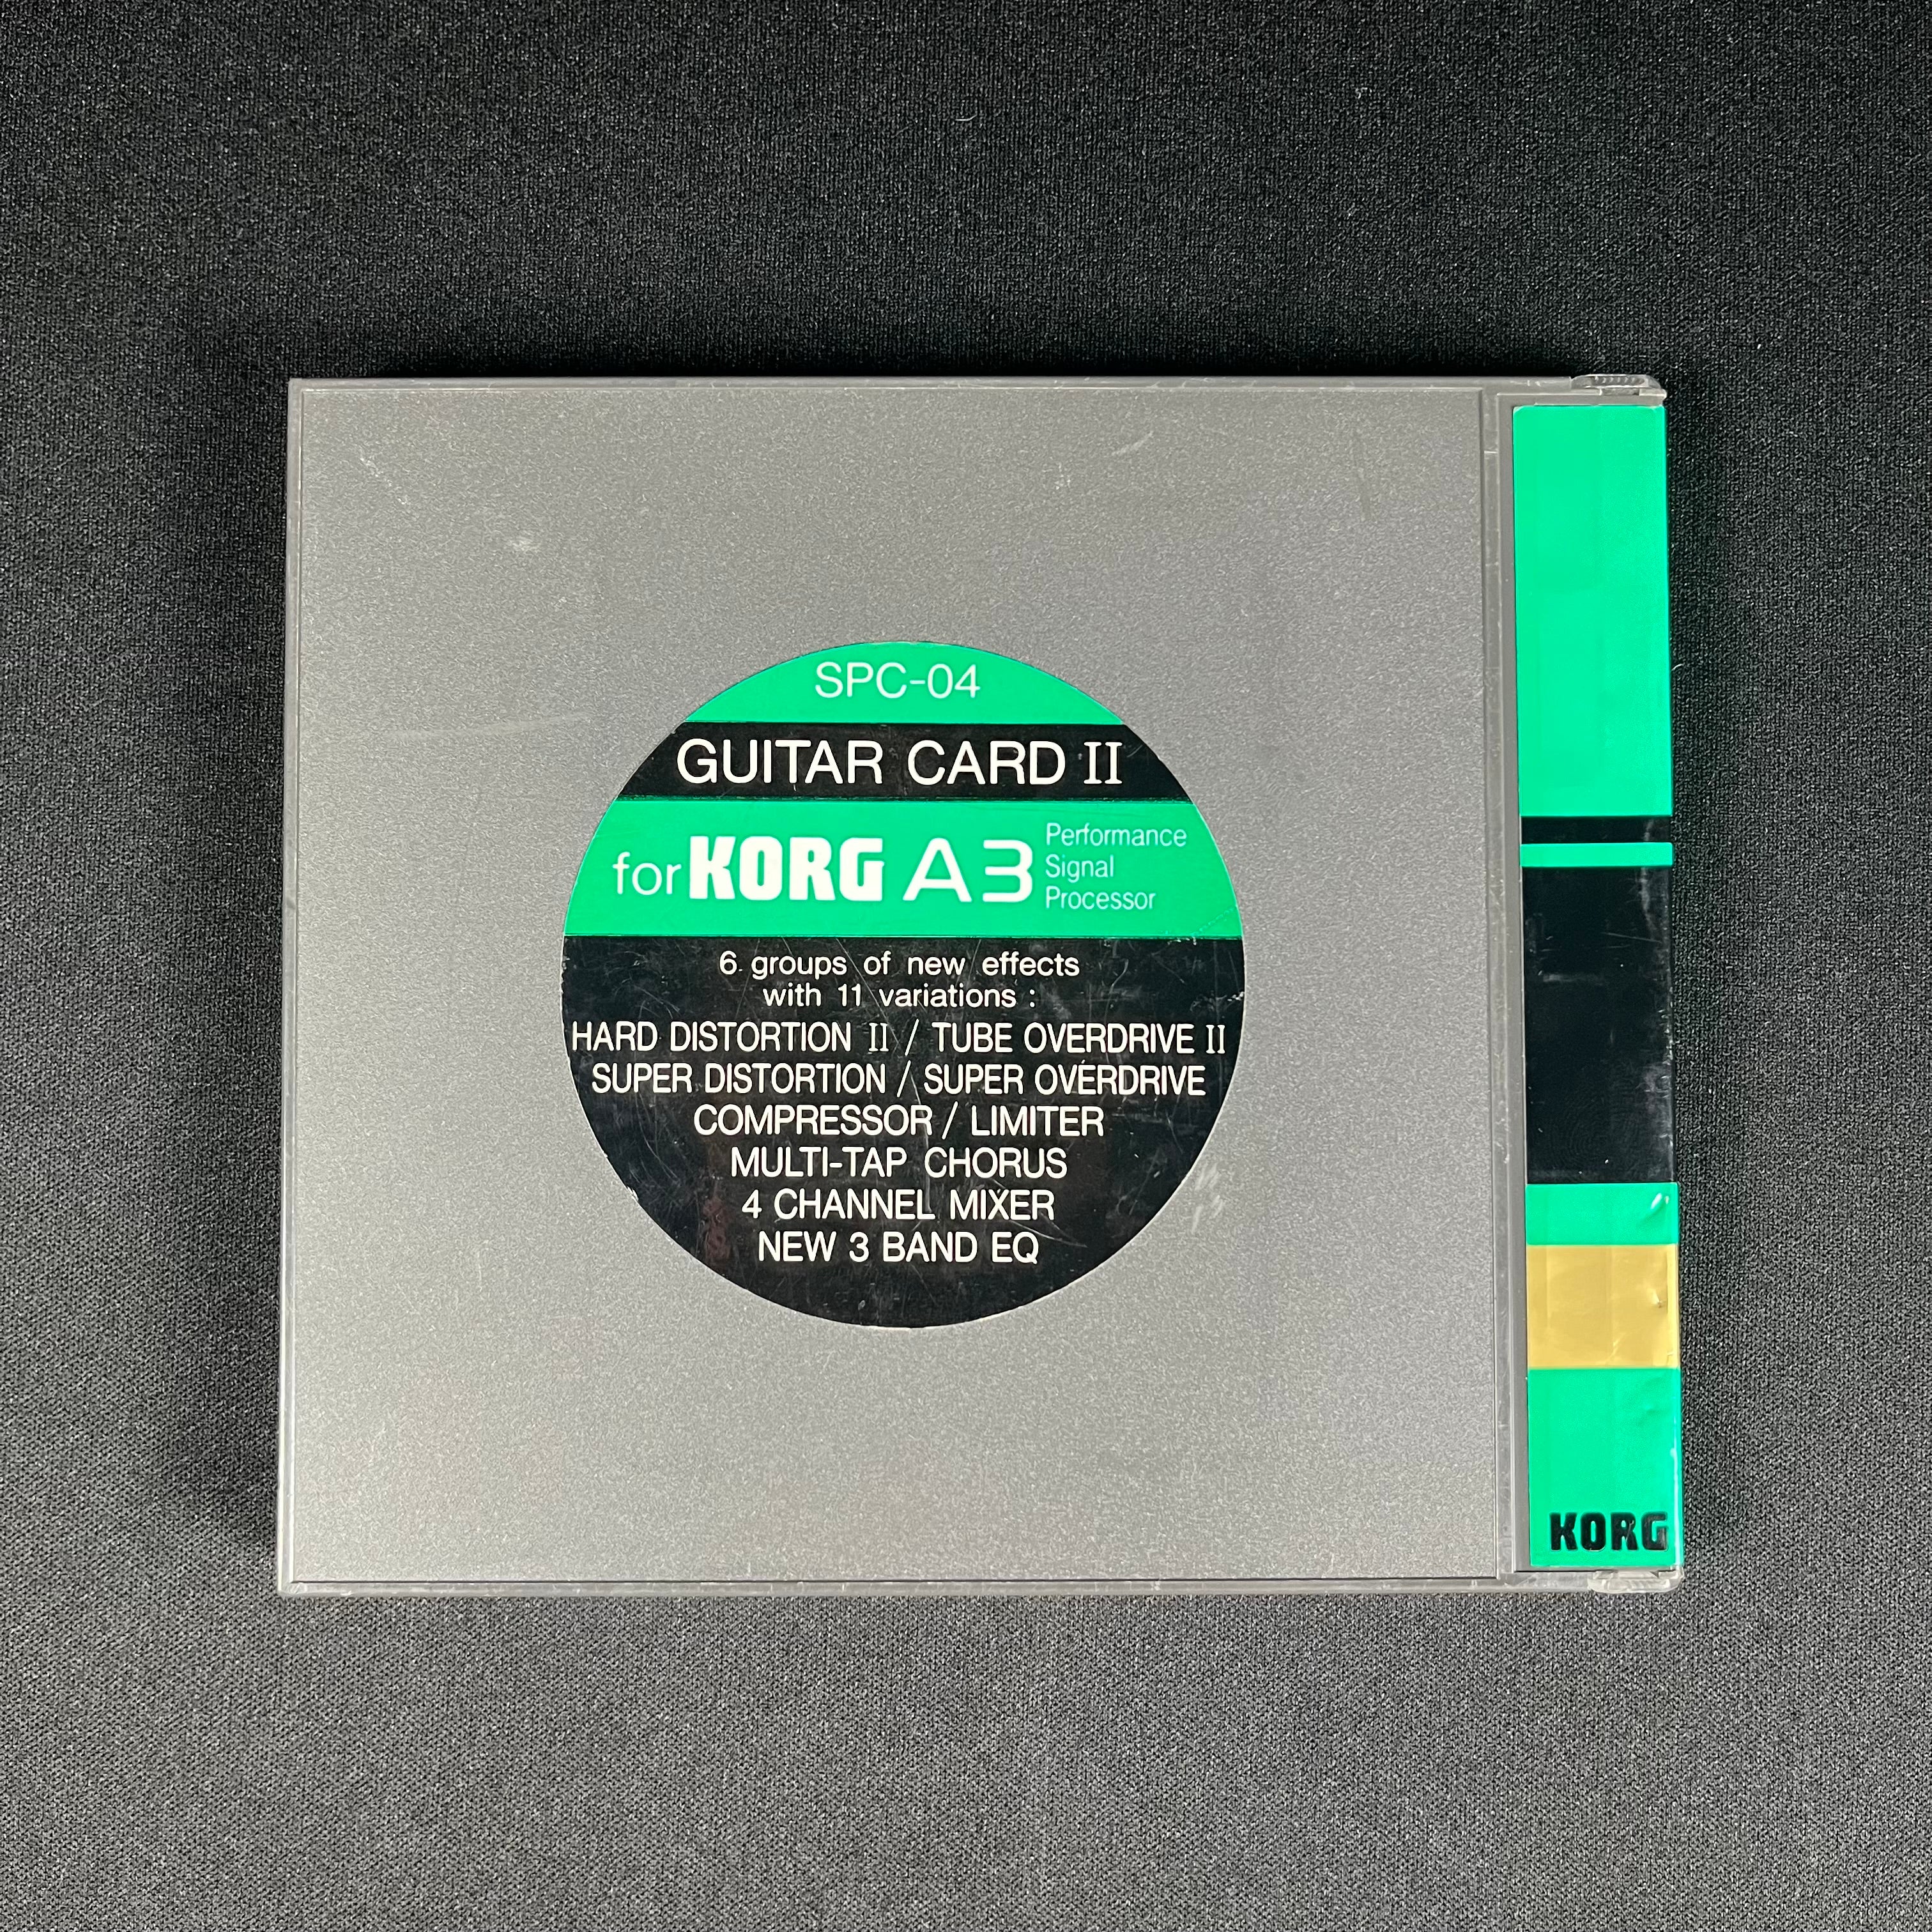 SPC-04
GUITAR CARD II
for KORG A3 Performance
Signal
Processor
6 groups of new effects
with 11 variations :
HARD DISTORTION II / TUBE OVERDRIVE II
SUPER DISTORTION / SUPER OVERDRIVE
COMPRESSOR / LIMITER
MULTI-TAP CHORUS
4 CHANNEL MIXER
NEW 3 BAND EQ
KORG